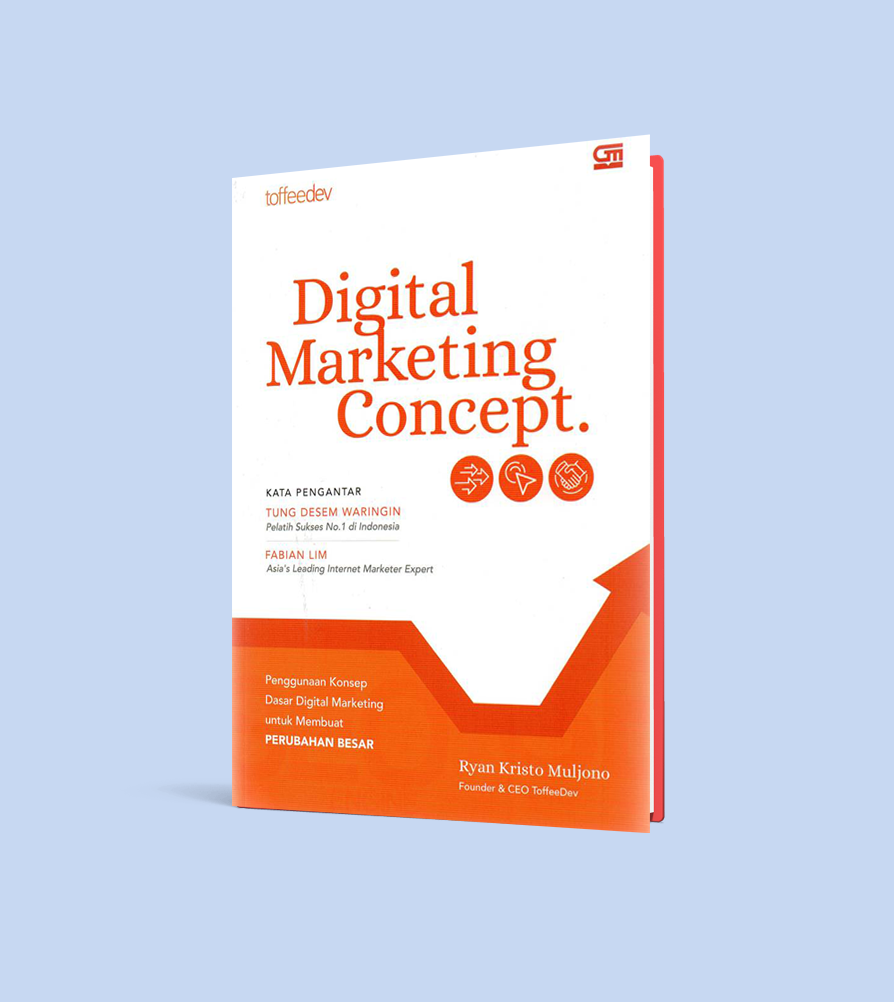 toffeedev
GM
Digital
Marketing
Concept.
KATA PENGANTAR
TUNG DESEM WARINGIN
Pelatih Sukses No.1 di Indonesia
FABIAN LIM
Asia's Leading Internet Marketer Expert
Penggunaan Konsep
Dasar Digital Marketing
untuk Membuat
PERUBAHAN BESAR
Ryan Kristo Muljono
Founder & CEO ToffeeDev